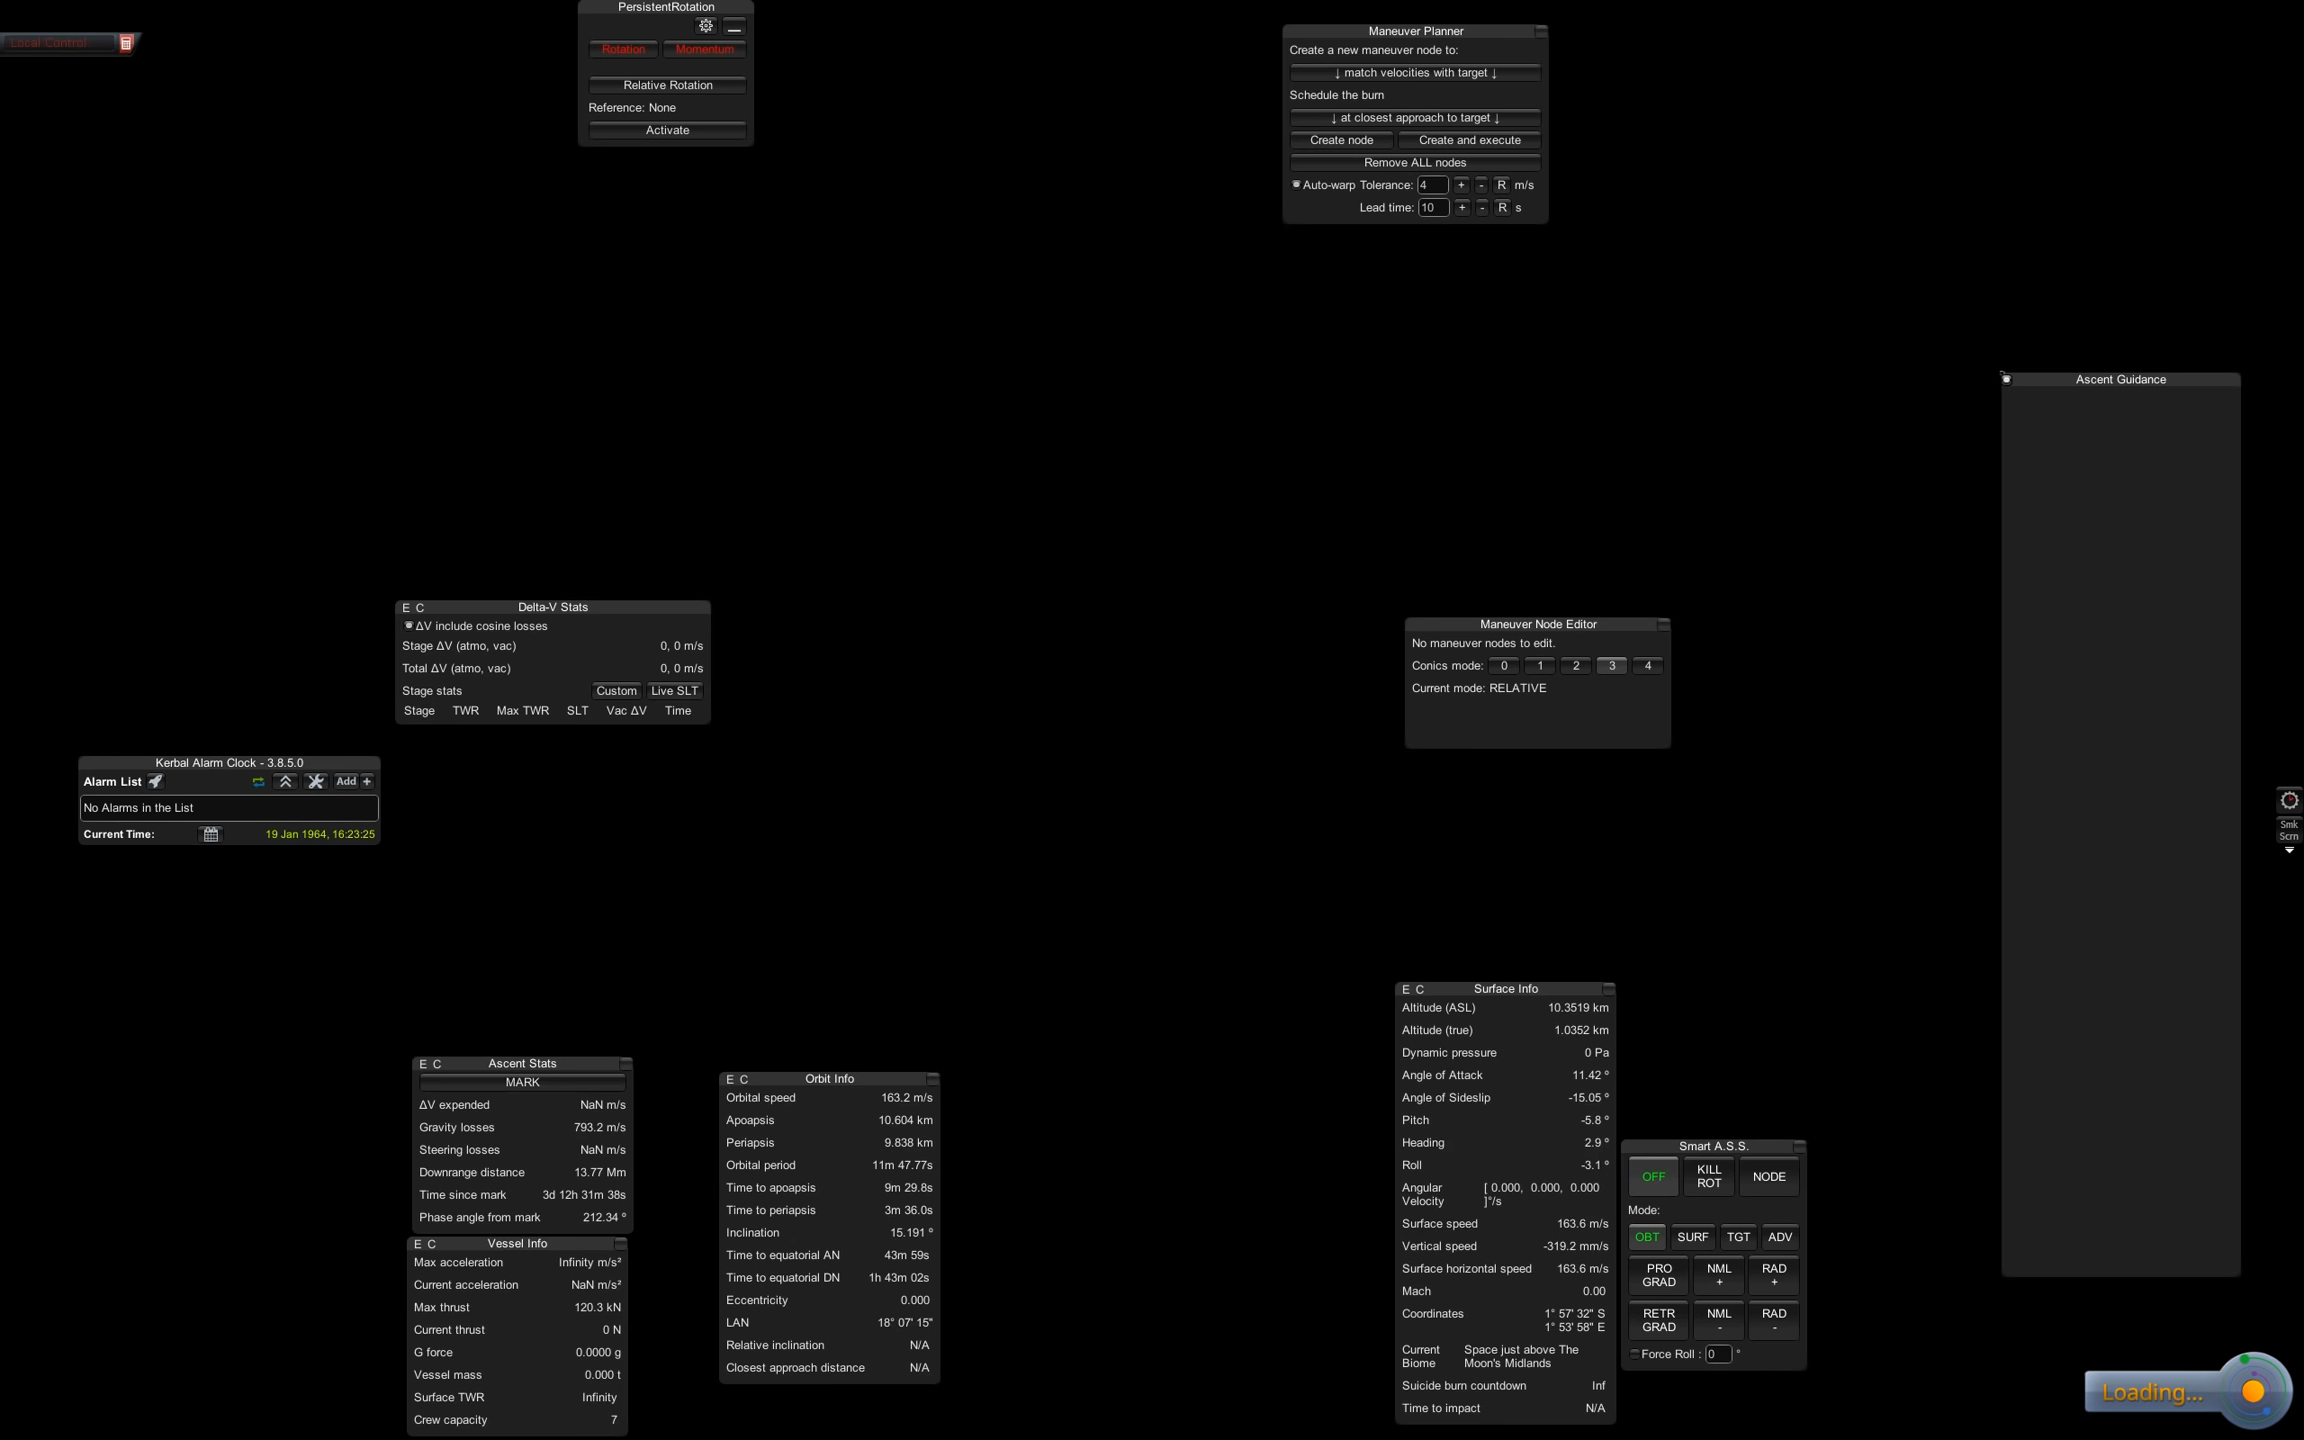 PersistentRotation
Local Control
Rotation Momentum
Relative Rotation
Reference: None
Activate
Maneuver Planner
Create a new maneuver node to:
↓ match velocities with target ↓
Schedule the burn
↓ at closest approach to target ↓
Create node Create and execute
Remove ALL nodes
Auto-warp Tolerance: 4 + - R m/s
Lead time: 10 + - R s
Ascent Guidance
E C Delta-V Stats
ΔV include cosine losses
Stage ΔV (atmo, vac) 0, 0 m/s
Total ΔV (atmo, vac) 0, 0 m/s
Stage stats Custom Live SLT
Stage TWR Max TWR SLT Vac ΔV Time
Maneuver Node Editor
No maneuver nodes to edit.
Conics mode: 0 1 2 3 4
Current mode: RELATIVE
Kerbal Alarm Clock - 3.8.5.0
Alarm List Add +
No Alarms in the List
Current Time: 19 Jan 1964, 16:23:25
Smk
Scrn
E C Ascent Stats
MARK
ΔV expended NaN m/s
Gravity losses 793.2 m/s
Steering losses NaN m/s
Downrange distance 13.77 Mm
Time since mark 3d 12h 31m 38s
Phase angle from mark 212.34 º
E C Vessel Info
Max acceleration Infinity m/s²
Current acceleration NaN m/s²
Max thrust 120.3 kN
Current thrust 0 N
G force 0.0000 g
Vessel mass 0.000 t
Surface TWR Infinity
Crew capacity 7
E C Orbit Info
Orbital speed 163.2 m/s
Apoapsis 10.604 km
Periapsis 9.838 km
Orbital period 11m 47.77s
Time to apoapsis 9m 29.8s
Time to periapsis 3m 36.0s
Inclination 15.191 º
Time to equatorial AN 43m 59s
Time to equatorial DN 1h 43m 02s
Eccentricity 0.000
LAN 18° 07' 15"
Relative inclination N/A
Closest approach distance N/A
E C Surface Info
Altitude (ASL) 10.3519 km
Altitude (true) 1.0352 km
Dynamic pressure 0 Pa
Angle of Attack 11.42 º
Angle of Sideslip -15.05 º
Pitch -5.8 º
Heading 2.9 º
Roll -3.1 º
Angular [ 0.000, 0.000, 0.000
Velocity ]°/s
Surface speed 163.6 m/s
Vertical speed -319.2 mm/s
Surface horizontal speed 163.6 m/s
Mach 0.00
Coordinates 1° 57' 32" S
1° 53' 58" E
Current Space just above The
Biome Moon's Midlands
Suicide burn countdown Inf
Time to impact N/A
Smart A.S.S.
OFF KILL ROT NODE
Mode:
OBT SURF TGT ADV
PRO GRAD NML + RAD +
RETR GRAD NML - RAD -
Force Roll : 0 °
Loading...